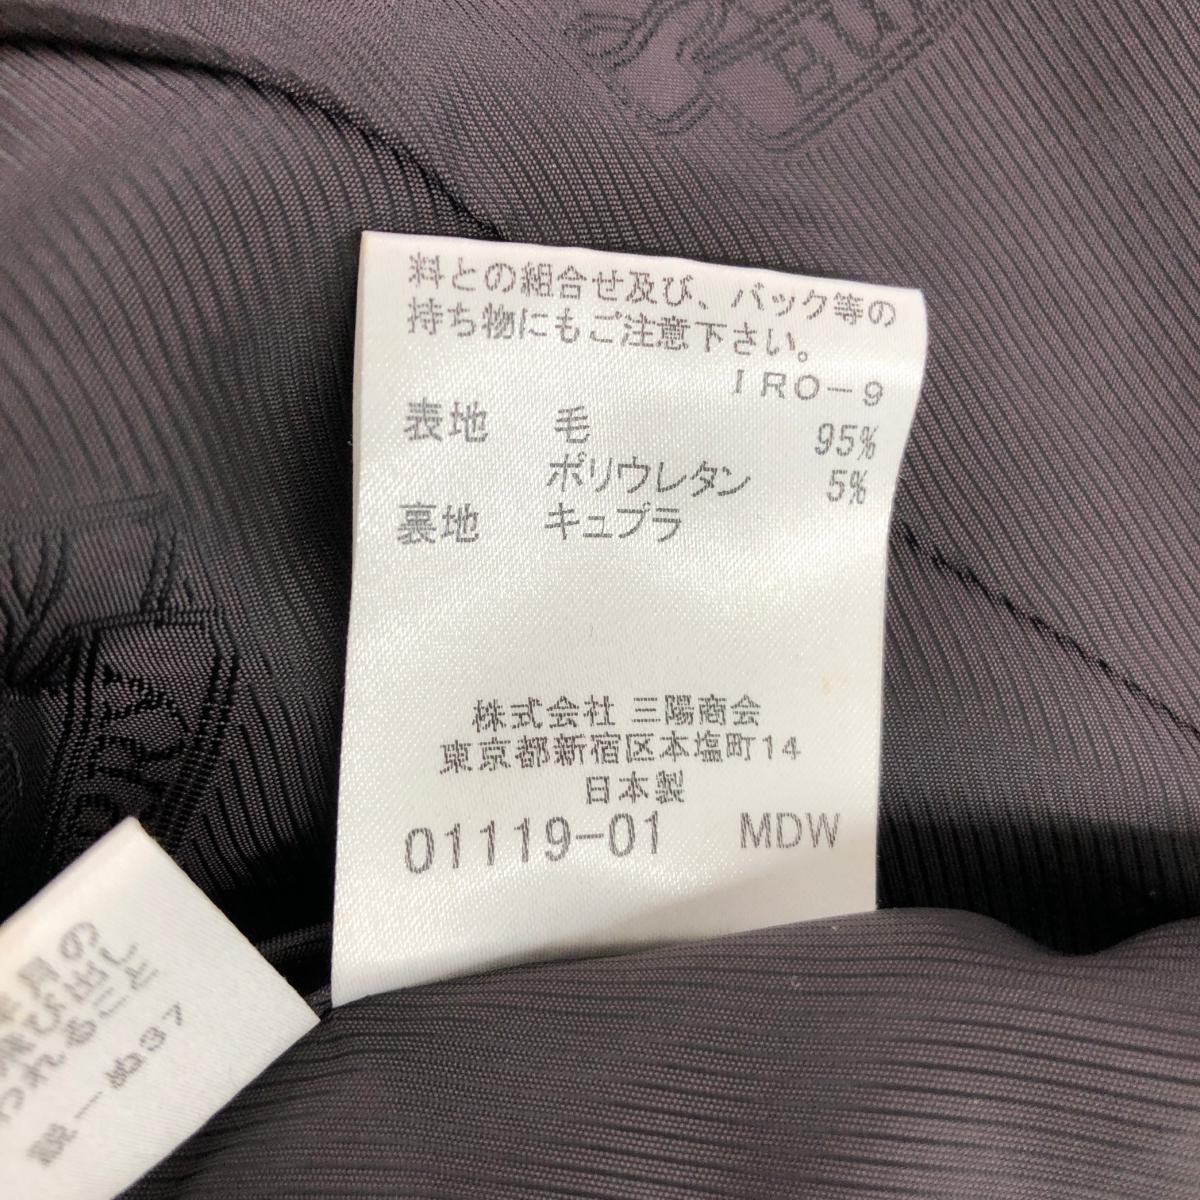 料との組合せ及び、バック等の
持ち物にもご注意下さい。
IRO-9
表地 毛 95%
ポリウレタン 5%
裏地 キュプラ
株式会社 三陽商会
東京都新宿区本塩町14
日本製
01119-01 MDW